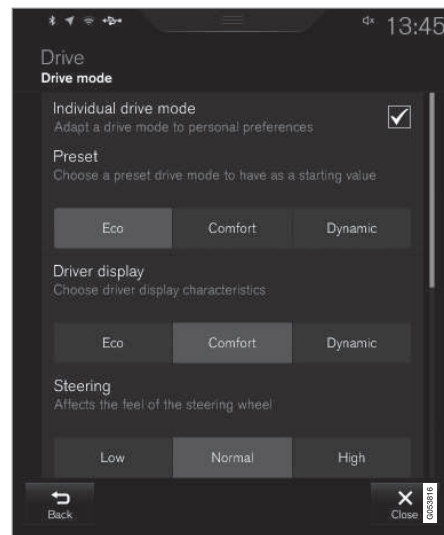 13:45
Drive
Drive mode
Individual drive mode
Adapt a drive mode to personal preferences
Preset
Choose a preset drive mode to have as a starting value
Eco Comfort Dynamic
Driver display
Choose driver display characteristics
Eco Comfort Dynamic
Steering
Affects the feel of the steering wheel
Low Normal High
Back
Close
G053816